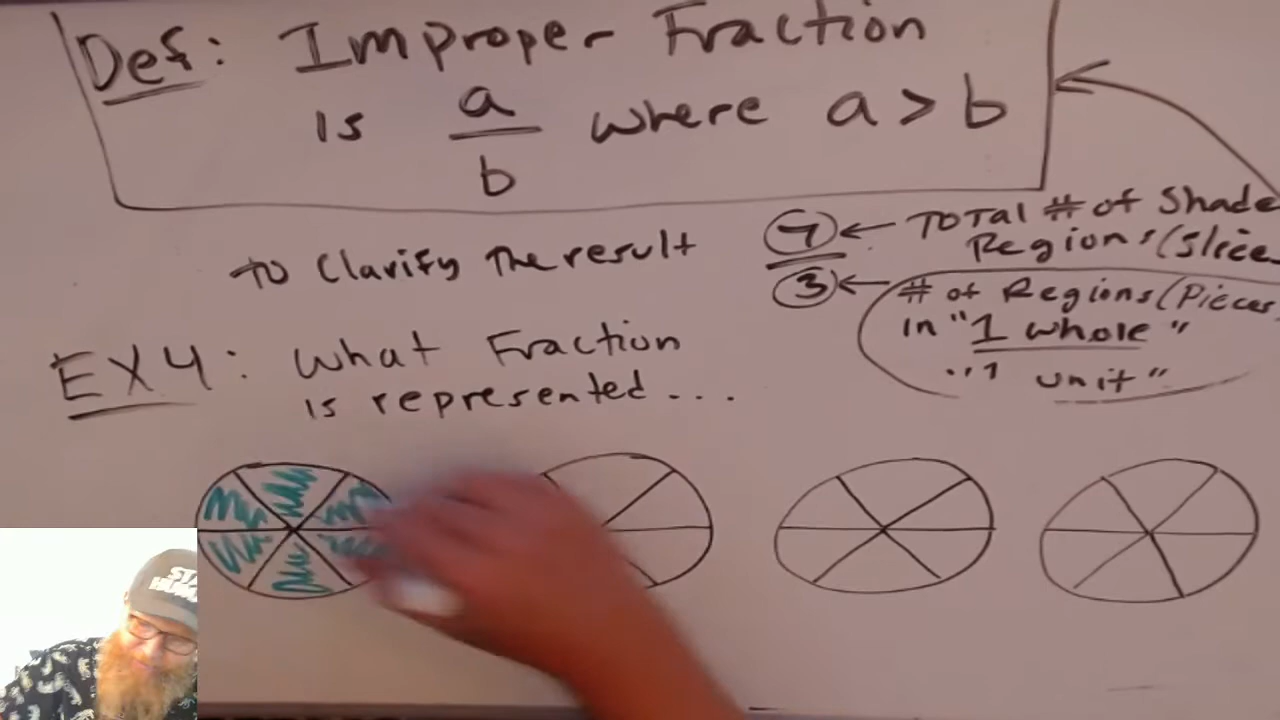 Def: Improper Fraction
is a/b where a > b
to Clarify the result
7/3
← Total # of Shade
Regions (Slice
← # of Regions (Pieces
in "1 whole"
"1 unit"
EX4: What Fraction
is represented...
STA